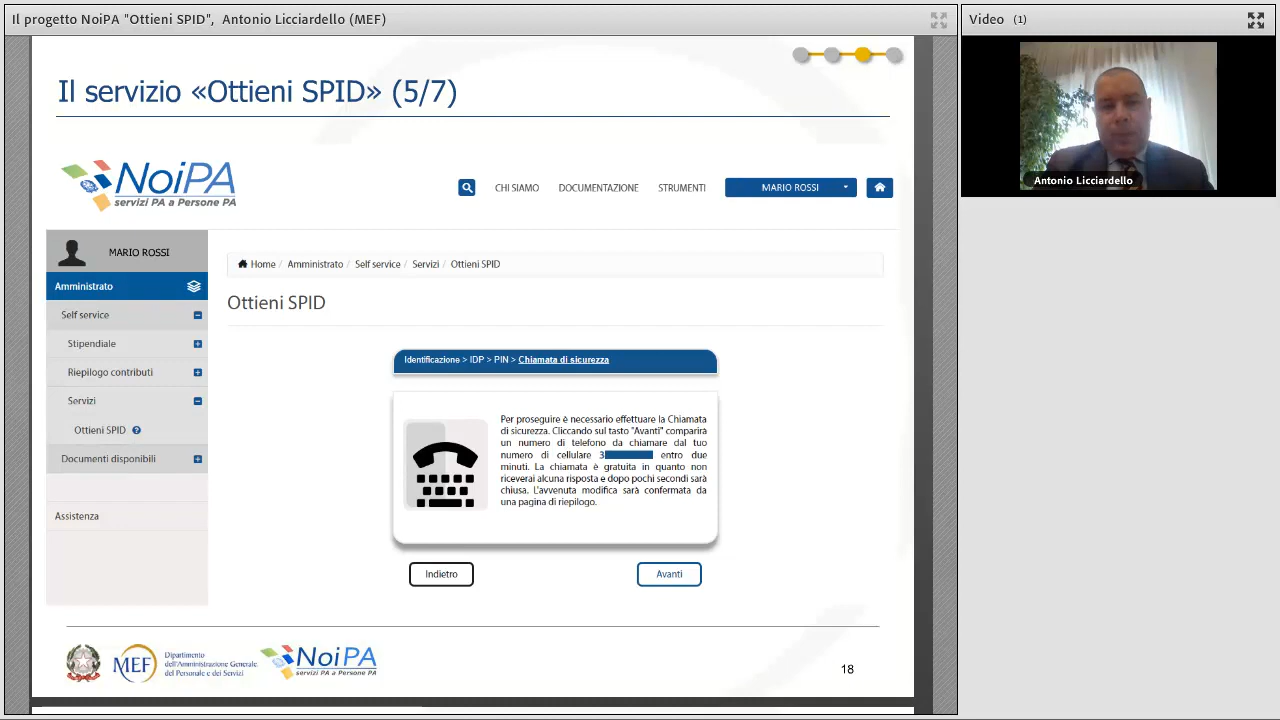 Il progetto NoiPA "Ottieni SPID", Antonio Licciardello (MEF)
Video (1)
Antonio Licciardello
Il servizio «Ottieni SPID» (5/7)
NoiPA
servizi PA a Persone PA
CHI SIAMO
DOCUMENTAZIONE
STRUMENTI
MARIO ROSSI
MARIO ROSSI
Amministrato
Self service
Stipendiale
Riepilogo contributi
Servizi
Ottieni SPID ?
Documenti disponibili
Assistenza
Home / Amministrato / Self service / Servizi / Ottieni SPID
Ottieni SPID
Identificazione > IDP > PIN > Chiamata di sicurezza
Per proseguire è necessario effettuare la Chiamata
di sicurezza. Cliccando sul tasto "Avanti" comparirà
un numero di telefono da chiamare dal tuo
numero di cellulare 3 entro due
minuti. La chiamata è gratuita in quanto non
riceverai alcuna risposta e dopo pochi secondi sarà
chiusa. L'avvenuta modifica sarà confermata da
una pagina di riepilogo.
Indietro
Avanti
MEF
Dipartimento
dell'Amministrazione Generale
del Personale e dei Servizi
NoiPA
servizi PA a Persone PA
18